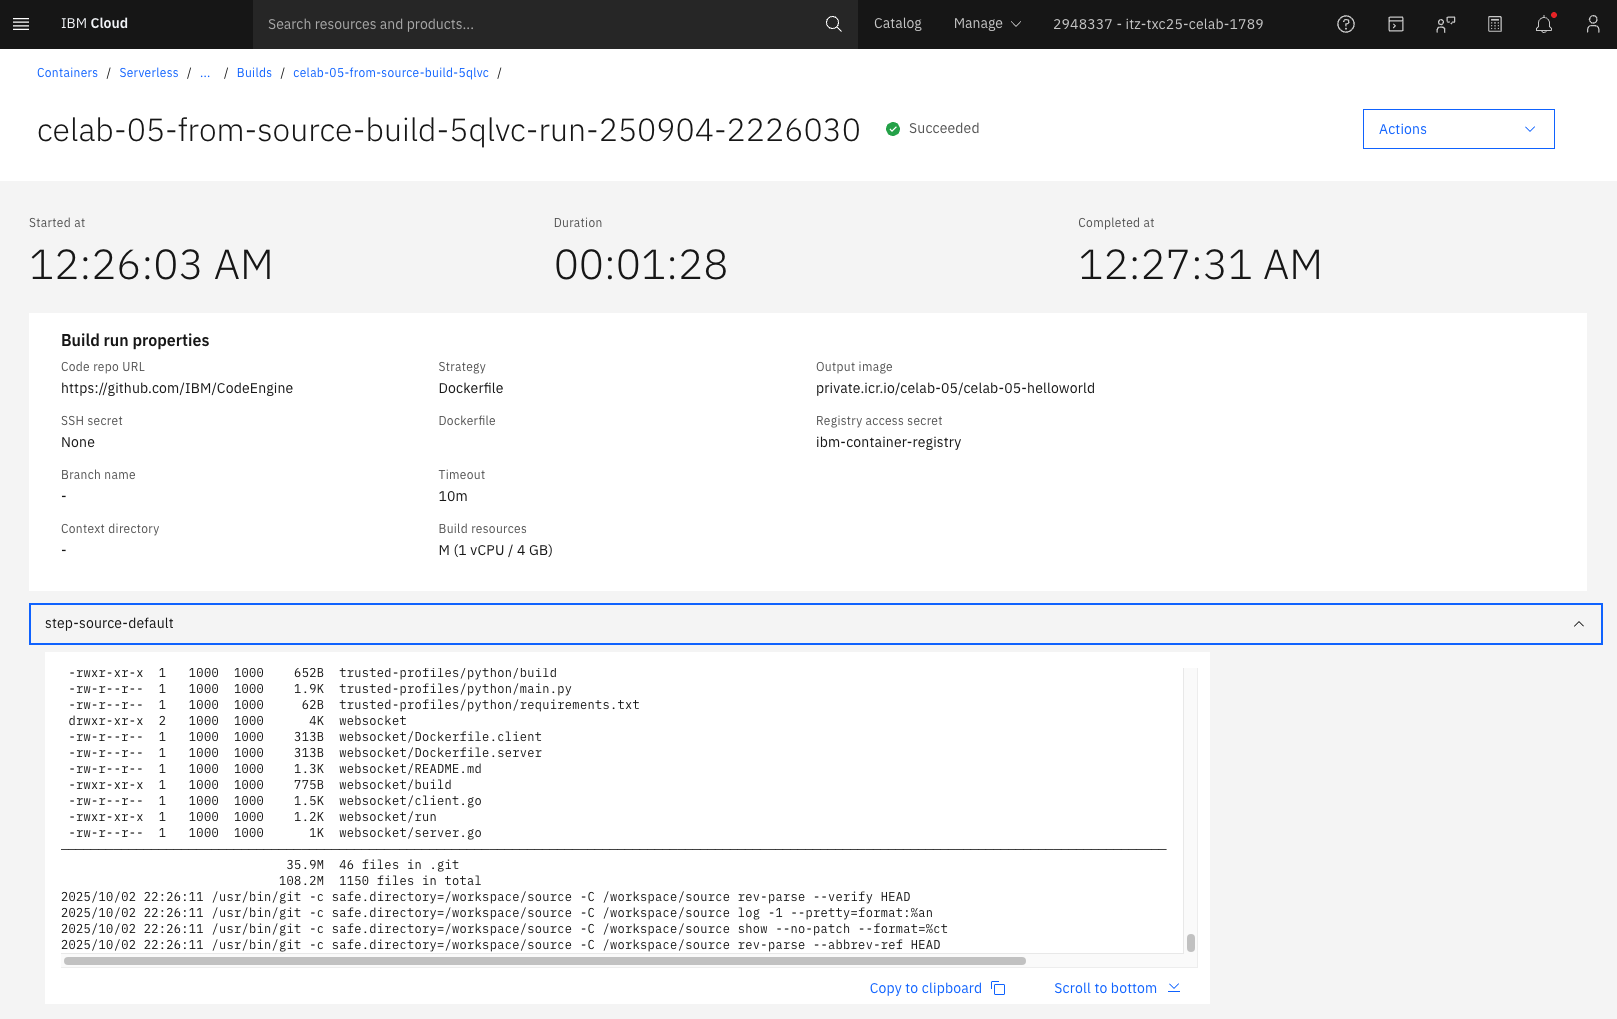 IBM Cloud
Search resources and products...
Catalog
Manage
2948337 - itz-txc25-celab-1789
Containers / Serverless / ... / Builds / celab-05-from-source-build-5qlvc /
celab-05-from-source-build-5qlvc-run-250904-2226030
Succeeded
Actions
Started at
12:26:03 AM
Duration
00:01:28
Completed at
12:27:31 AM
Build run properties
Code repo URL
https://github.com/IBM/CodeEngine
Strategy
Dockerfile
Output image
private.icr.io/celab-05/celab-05-helloworld
SSH secret
None
Dockerfile
Registry access secret
ibm-container-registry
Branch name
-
Timeout
10m
Context directory
-
Build resources
M (1 vCPU / 4 GB)
step-source-default
-rwxr-xr-x  1   1000  1000    652B  trusted-profiles/python/build
-rw-r--r--  1   1000  1000    1.9K  trusted-profiles/python/main.py
-rw-r--r--  1   1000  1000     62B  trusted-profiles/python/requirements.txt
drwxr-xr-x  2   1000  1000      4K  websocket
-rw-r--r--  1   1000  1000    313B  websocket/Dockerfile.client
-rw-r--r--  1   1000  1000    313B  websocket/Dockerfile.server
-rw-r--r--  1   1000  1000    1.3K  websocket/README.md
-rwxr-xr-x  1   1000  1000    775B  websocket/build
-rw-r--r--  1   1000  1000    1.5K  websocket/client.go
-rwxr-xr-x  1   1000  1000    1.2K  websocket/run
-rw-r--r--  1   1000  1000      1K  websocket/server.go
35.9M  46 files in .git
108.2M  1150 files in total
2025/10/02 22:26:11 /usr/bin/git -c safe.directory=/workspace/source -C /workspace/source rev-parse --verify HEAD
2025/10/02 22:26:11 /usr/bin/git -c safe.directory=/workspace/source -C /workspace/source log -1 --pretty=format:%an
2025/10/02 22:26:11 /usr/bin/git -c safe.directory=/workspace/source -C /workspace/source show --no-patch --format=%ct
2025/10/02 22:26:11 /usr/bin/git -c safe.directory=/workspace/source -C /workspace/source rev-parse --abbrev-ref HEAD
Copy to clipboard
Scroll to bottom